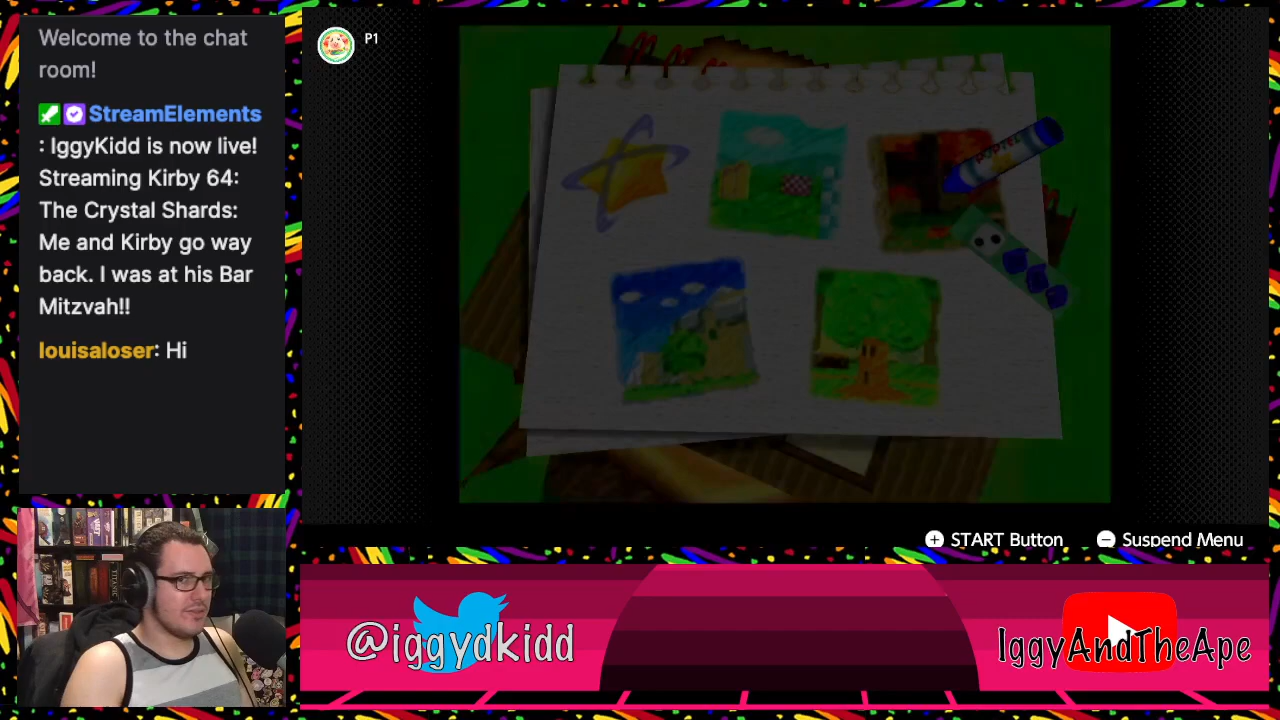 Welcome to the chat
room!
StreamElements
: IggyKidd is now live!
Streaming Kirby 64:
The Crystal Shards:
Me and Kirby go way
back. I was at his Bar
Mitzvah!!
louisaloser: Hi
P1
START Button
Suspend Menu
@iggydkidd
IggyAndTheApe
TITANIC